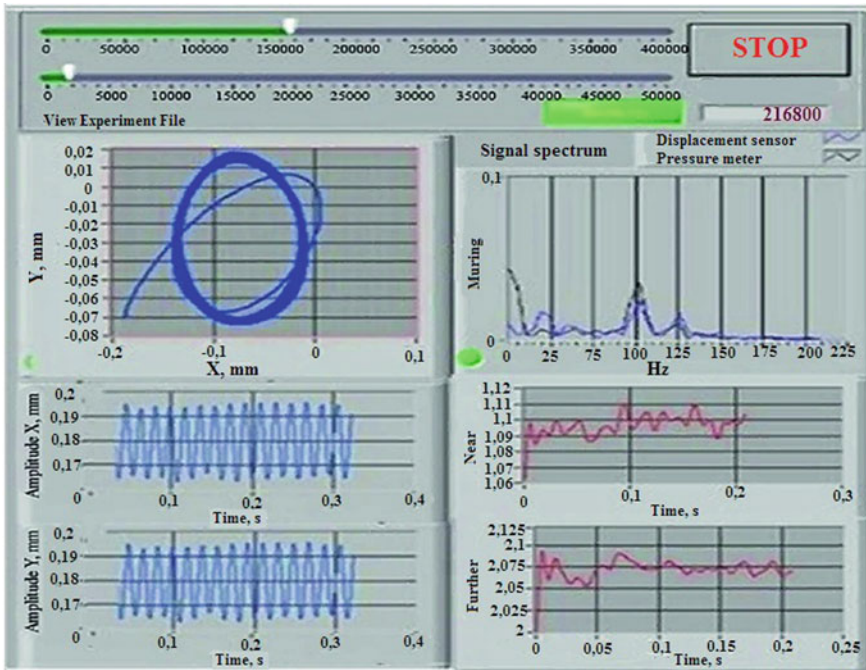 0 50000 100000 150000 200000 250000 300000 350000 400000
STOP
0 5000 10000 15000 20000 25000 30000 35000 40000 45000 50000
View Experiment File
216800
0,02
0,01
0
-0,01
-0,02
-0,03
-0,04
-0,05
-0,06
-0,07
-0,08
Y, mm
-0,2 -0,1 0 0,1
X, mm
Signal spectrum
Displacement sensor
Pressure meter
0,1
0
Muring
0 25 25 75 100 125 150 175 200 225
Hz
0,2
0,19
0,18
0,17
0
Amplitude X, mm
0,1 0,2 0,3 0,4
Time, s
1,12
1,11
1,1
1,09
1,08
1,07
1,06
Near
0 0,1 0,2 0,3
Time, s
0,2
0,19
0,18
0,17
0
Amplitude Y, mm
0,1 0,2 0,3 0,4
Time, s
2,125
2,1
2,075
2,05
2,025
2
Further
0 0,05 0,1 0,15 0,2 0,25
Time, s